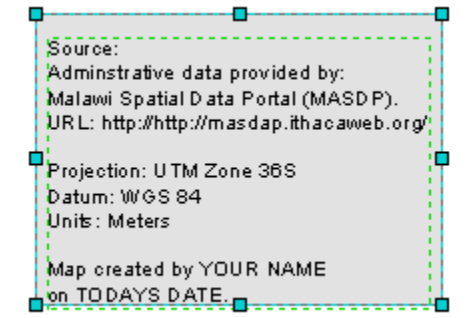 Source:
Adminstrative data provided by:
Malawi Spatial Data Portal (MASDP).
URL: http://http://masdap.ithacaweb.org/
Projection: UTM Zone 36S
Datum: WGS 84
Units: Meters
Map created by YOUR NAME
on TODAYS DATE.